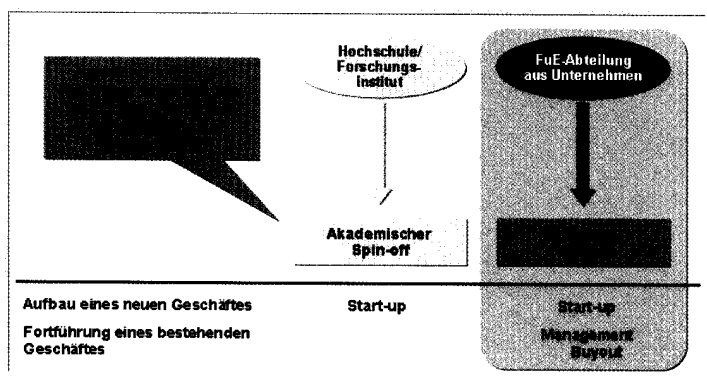 Hochschule/
Forschungs-
institut
FuE-Abteilung
aus Unternehmen
Akademischer
Spin-off
Aufbau eines neuen Geschäftes
Start-up
Start-up
Fortführung eines bestehenden
Geschäftes
Management
Buyout